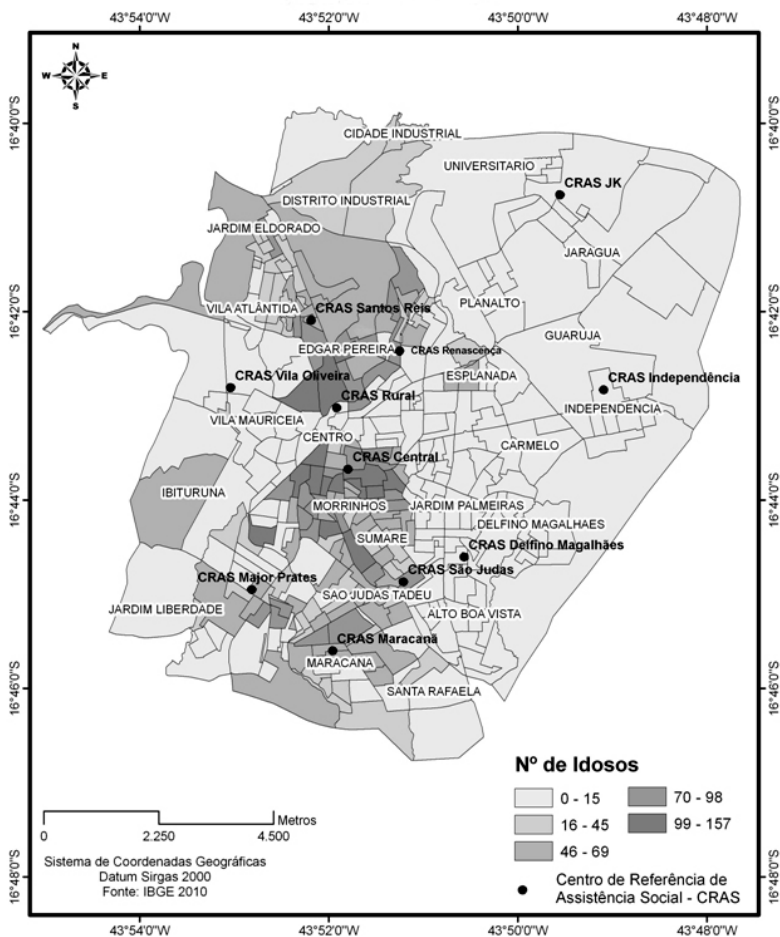 43°54'0"W 43°52'0"W 43°50'0"W 43°48'0"W
N
W E
S
16°40'0"S 16°40'0"S
CIDADE INDUSTRIAL
UNIVERSITARIO
CRAS JK
DISTRITO INDUSTRIAL
JARDIM ELDORADO
JARAGUA
16°42'0"S 16°42'0"S
PLANALTO
VILA ATLÂNTIDA CRAS Santos Reis
GUARUJA
EDGAR PEREIRA CRAS Renascença
CRAS Vila Oliveira ESPLANADA CRAS Independência
CRAS Rural
INDEPENDENCIA
VILA MAURICEIA
CENTRO
CARMELO
CRAS Central
IBITURUNA
16°44'0"S 16°44'0"S
MORRINHOS JARDIM PALMEIRAS
DELFINO MAGALHAES
SUMARE
CRAS Delfino Magalhães
CRAS São Judas
CRAS Major Prates
SAO JUDAS TADEU
JARDIM LIBERDADE
ALTO BOA VISTA
CRAS Maracanã
MARACANA
16°46'0"S 16°46'0"S
SANTA RAFAELA
Nº de Idosos
0 - 15 70 - 98
16 - 45 99 - 157
46 - 69
Metros
0 2.250 4.500
Sistema de Coordenadas Geográficas
Datum Sirgas 2000
Fonte: IBGE 2010
Centro de Referência de
Assistência Social - CRAS
16°48'0"S 16°48'0"S
43°54'0"W 43°52'0"W 43°50'0"W 43°48'0"W